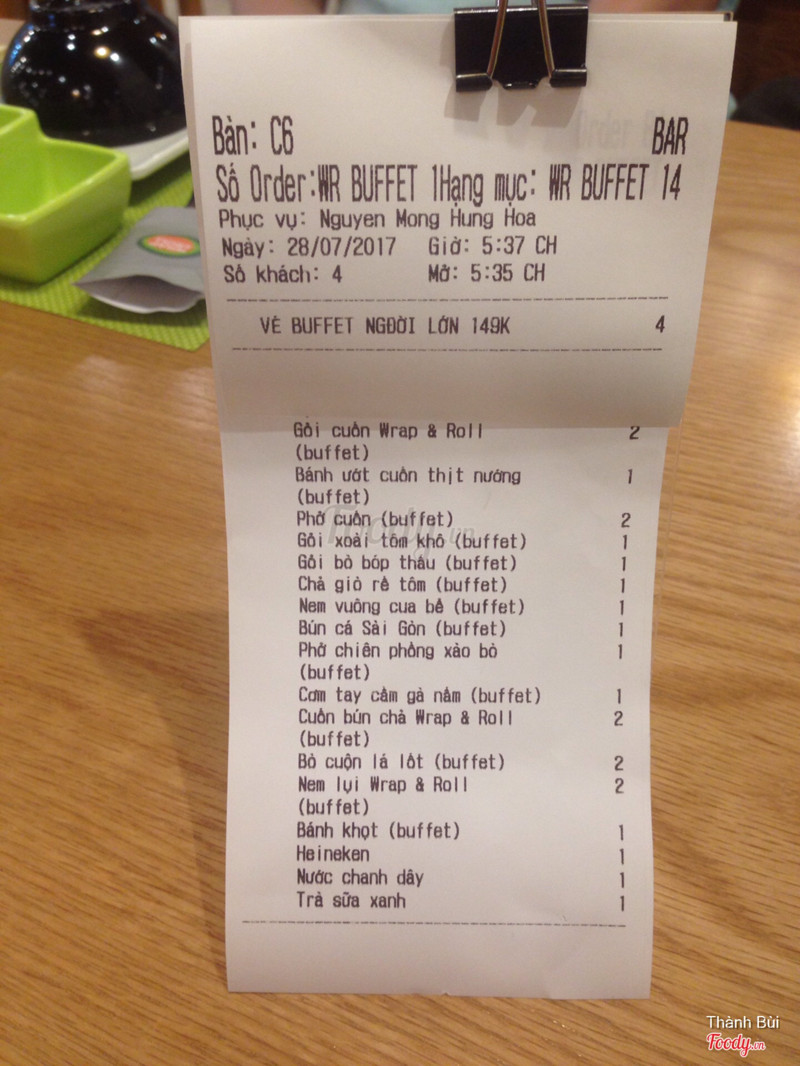 Bàn: C6 BAR
Số Order:WR BUFFET 1Hạng mục: WR BUFFET 14
Phục vụ: Nguyen Mong Hung Hoa
Ngày: 28/07/2017 Giờ: 5:37 CH
Số khách: 4 Mở: 5:35 CH
VÉ BUFFET NGĐỜI LỚN 149K 4
Gỏi cuốn Wrap & Roll 2
(buffet)
Bánh ướt cuốn thịt nướng 1
(buffet)
Phở cuốn (buffet) 2
Gỏi xoài tôm khô (buffet) 1
Gỏi bò bóp thấu (buffet) 1
Chả giò rế tôm (buffet) 1
Nem vuông cua bể (buffet) 1
Bún cá Sài Gòn (buffet) 1
Phở chiên phồng xào bò 1
(buffet)
Cơm tay cầm gà nấm (buffet) 1
Cuốn bún chả Wrap & Roll 2
(buffet)
Bò cuộn lá lốt (buffet) 2
Nem lụi Wrap & Roll 2
(buffet)
Bánh khọt (buffet) 1
Heineken 1
Nước chanh dây 1
Trà sữa xanh 1
Foody.vn
Thành Bùi
Foody.vn